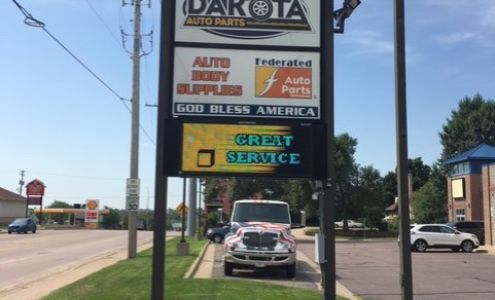 DAKOTA
AUTO PARTS
AUTO
BODY
SUPPLIES
Federated
Auto
Parts
GOD BLESS AMERICA
GREAT
SERVICE